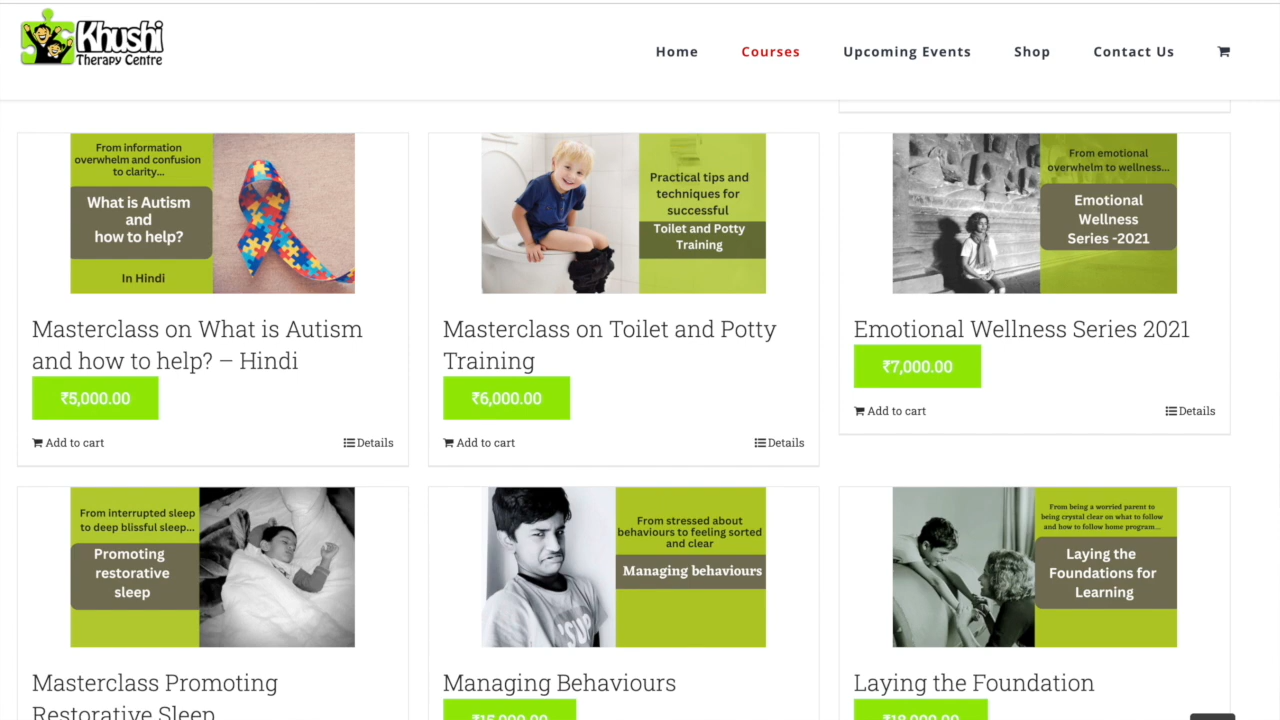 Khushi
Therapy Centre
Home
Courses
Upcoming Events
Shop
Contact Us
From information
overwhelm and confusion
to clarity...
What is Autism
and
how to help?
In Hindi
Masterclass on What is Autism
and how to help? – Hindi
₹5,000.00
Add to cart
Details
Practical tips and
techniques for
successful
Toilet and Potty
Training
Masterclass on Toilet and Potty
Training
₹6,000.00
Add to cart
Details
From emotional
overwhelm to wellness...
Emotional
Wellness
Series -2021
Emotional Wellness Series 2021
₹7,000.00
Add to cart
Details
From interrupted sleep
to deep blissful sleep...
Promoting
restorative
sleep
Masterclass Promoting
Restorative Sleep
From stressed about
behaviours to feeling sorted
and clear
Managing behaviours
Managing Behaviours
₹15,000.00
From being a worried parent to
being crystal clear on what to follow
and how to follow home program...
Laying the
Foundations for
Learning
Laying the Foundation
₹18,000.00